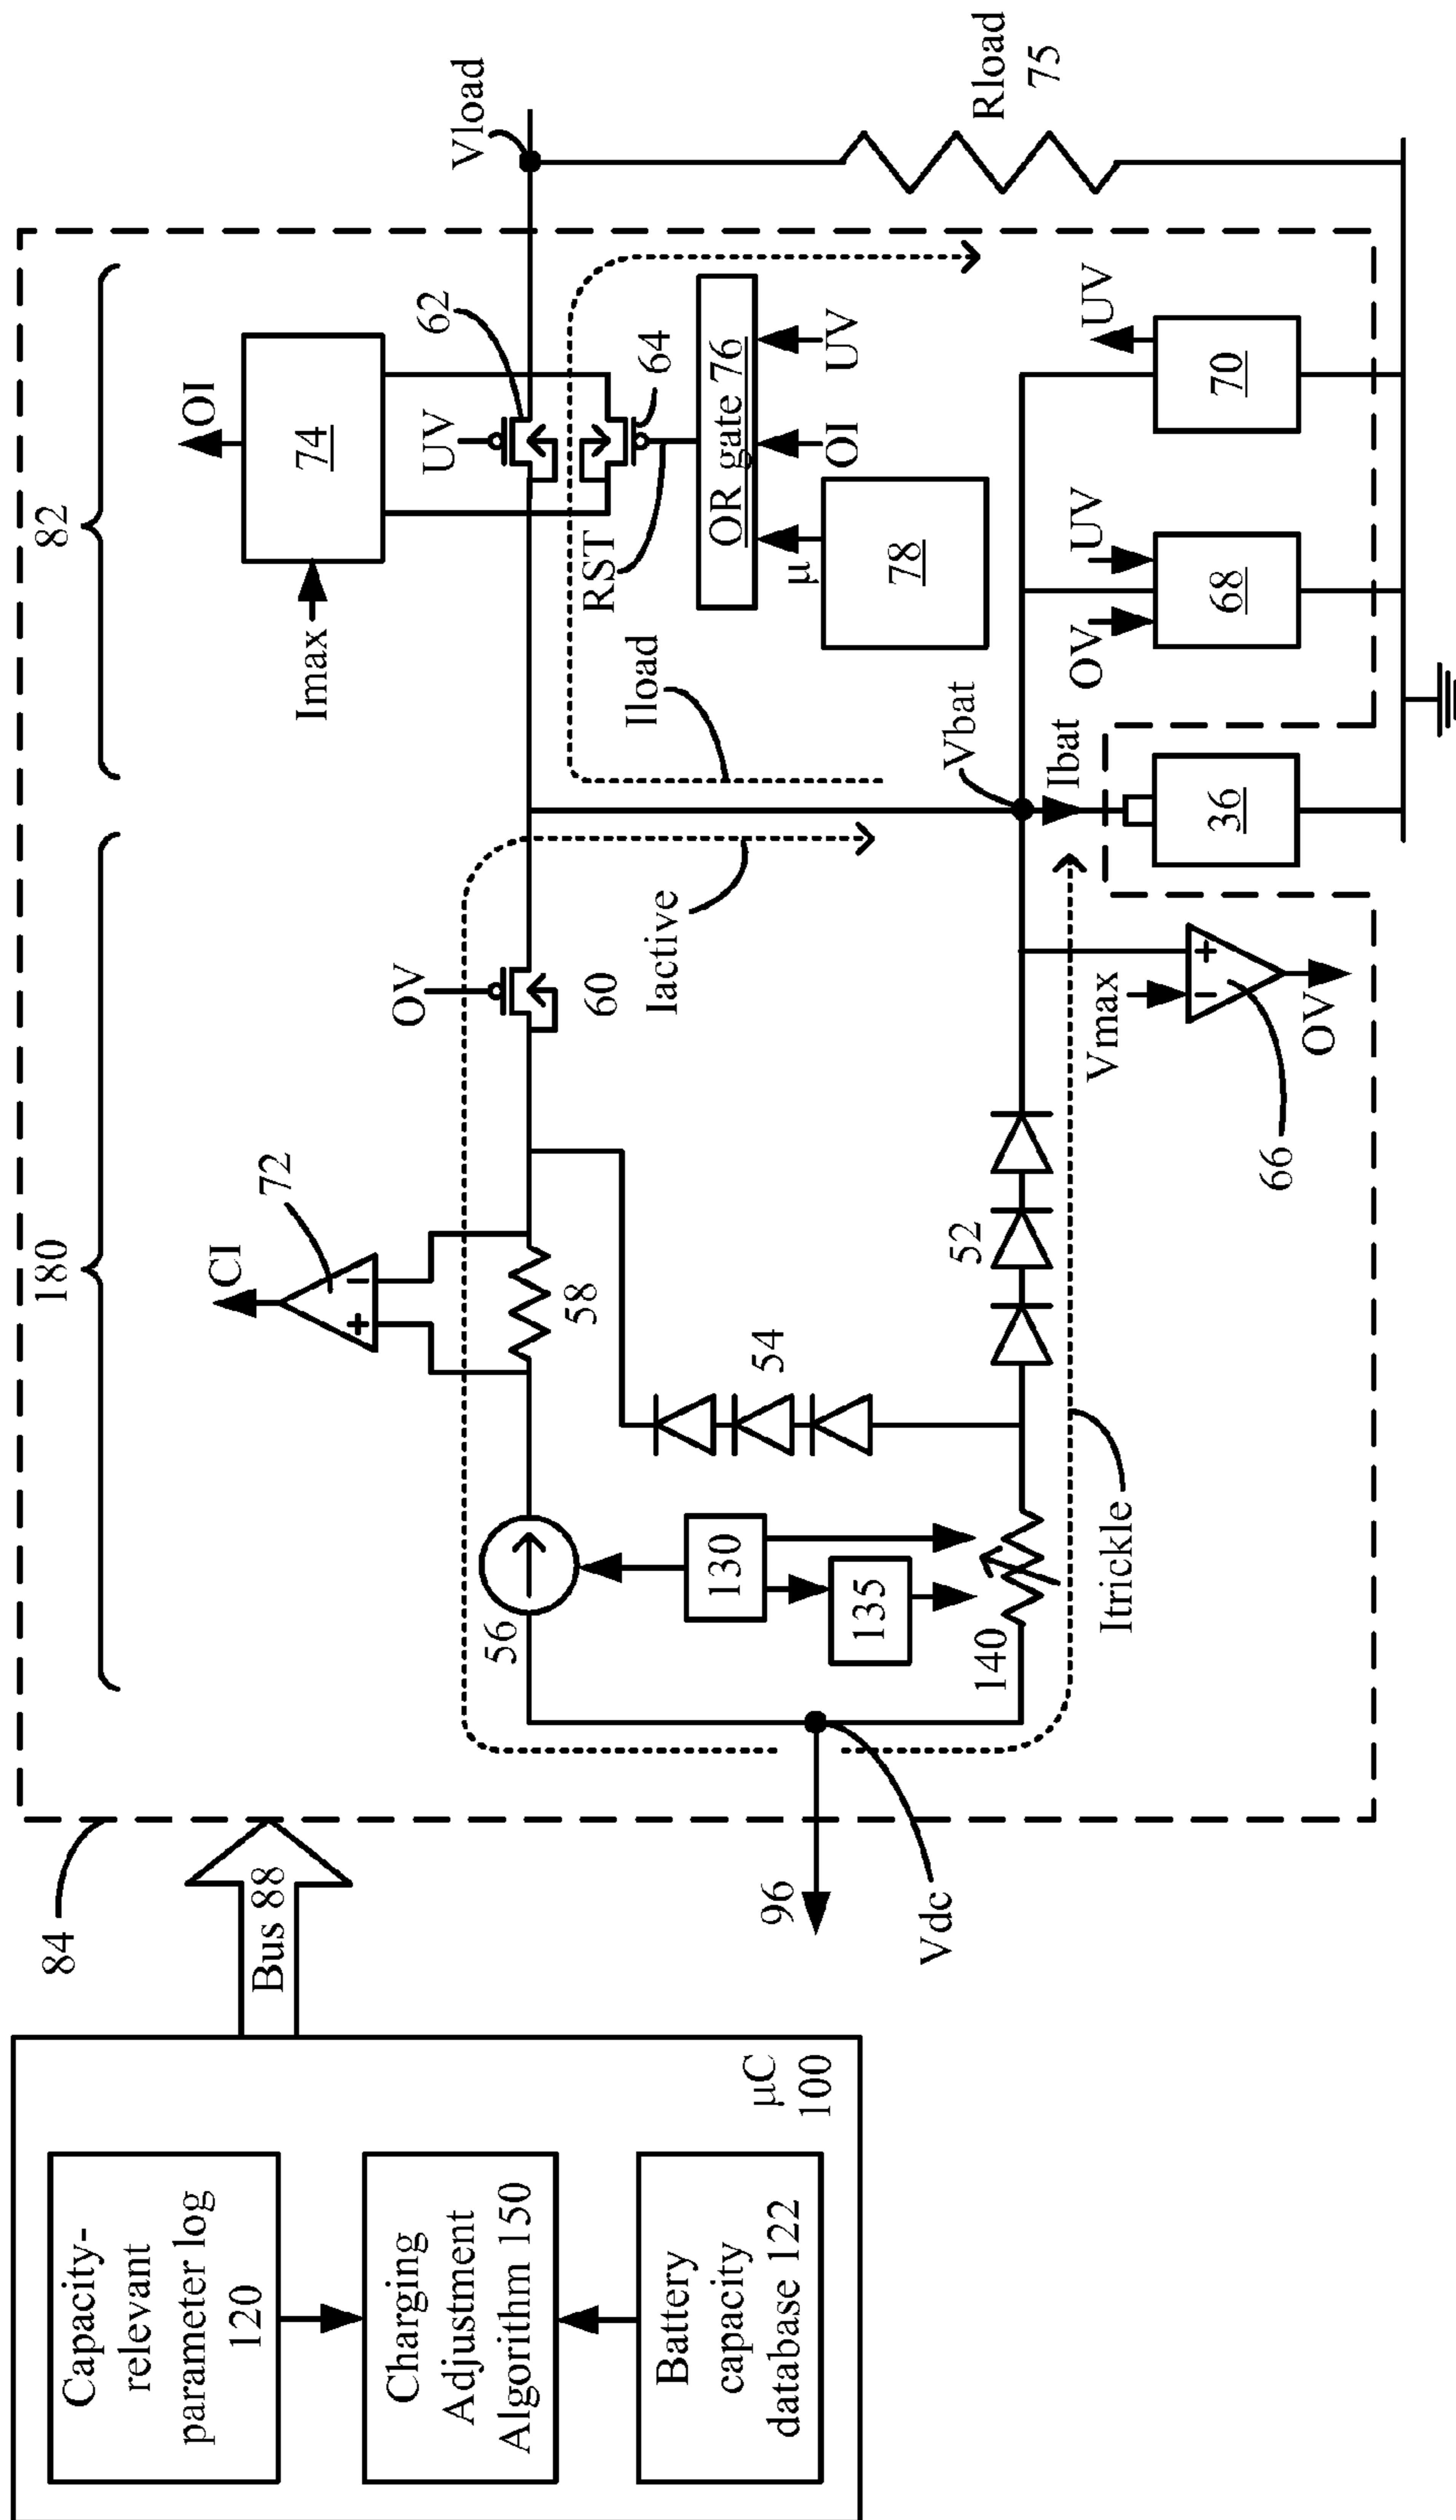 Capacity-
relevant
parameter log
120
Charging
Adjustment
Algorithm 150
Battery
capacity
database 122
µC
100
84
Bus 88
96
Vdc
180
CI
72
56
58
OV
60
Iactive
130
135
54
140
52
Itrickle
Vmax
66
OV
82
Imax
74
OI
UV
62
Vload
RST
64
OR gate 76
µ
OI
UV
78
Iload
Vbat
Ibat
36
OV
UV
68
70
UV
Rload
75